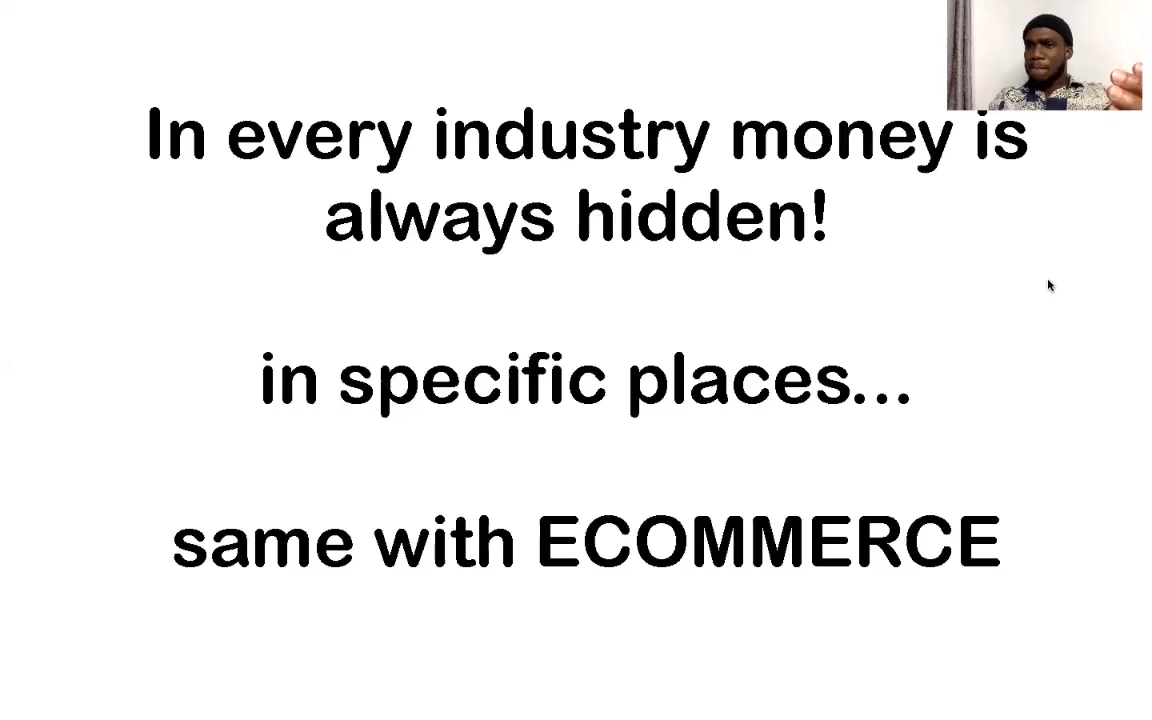 In every industry money is
always hidden!
in specific places...
same with ECOMMERCE